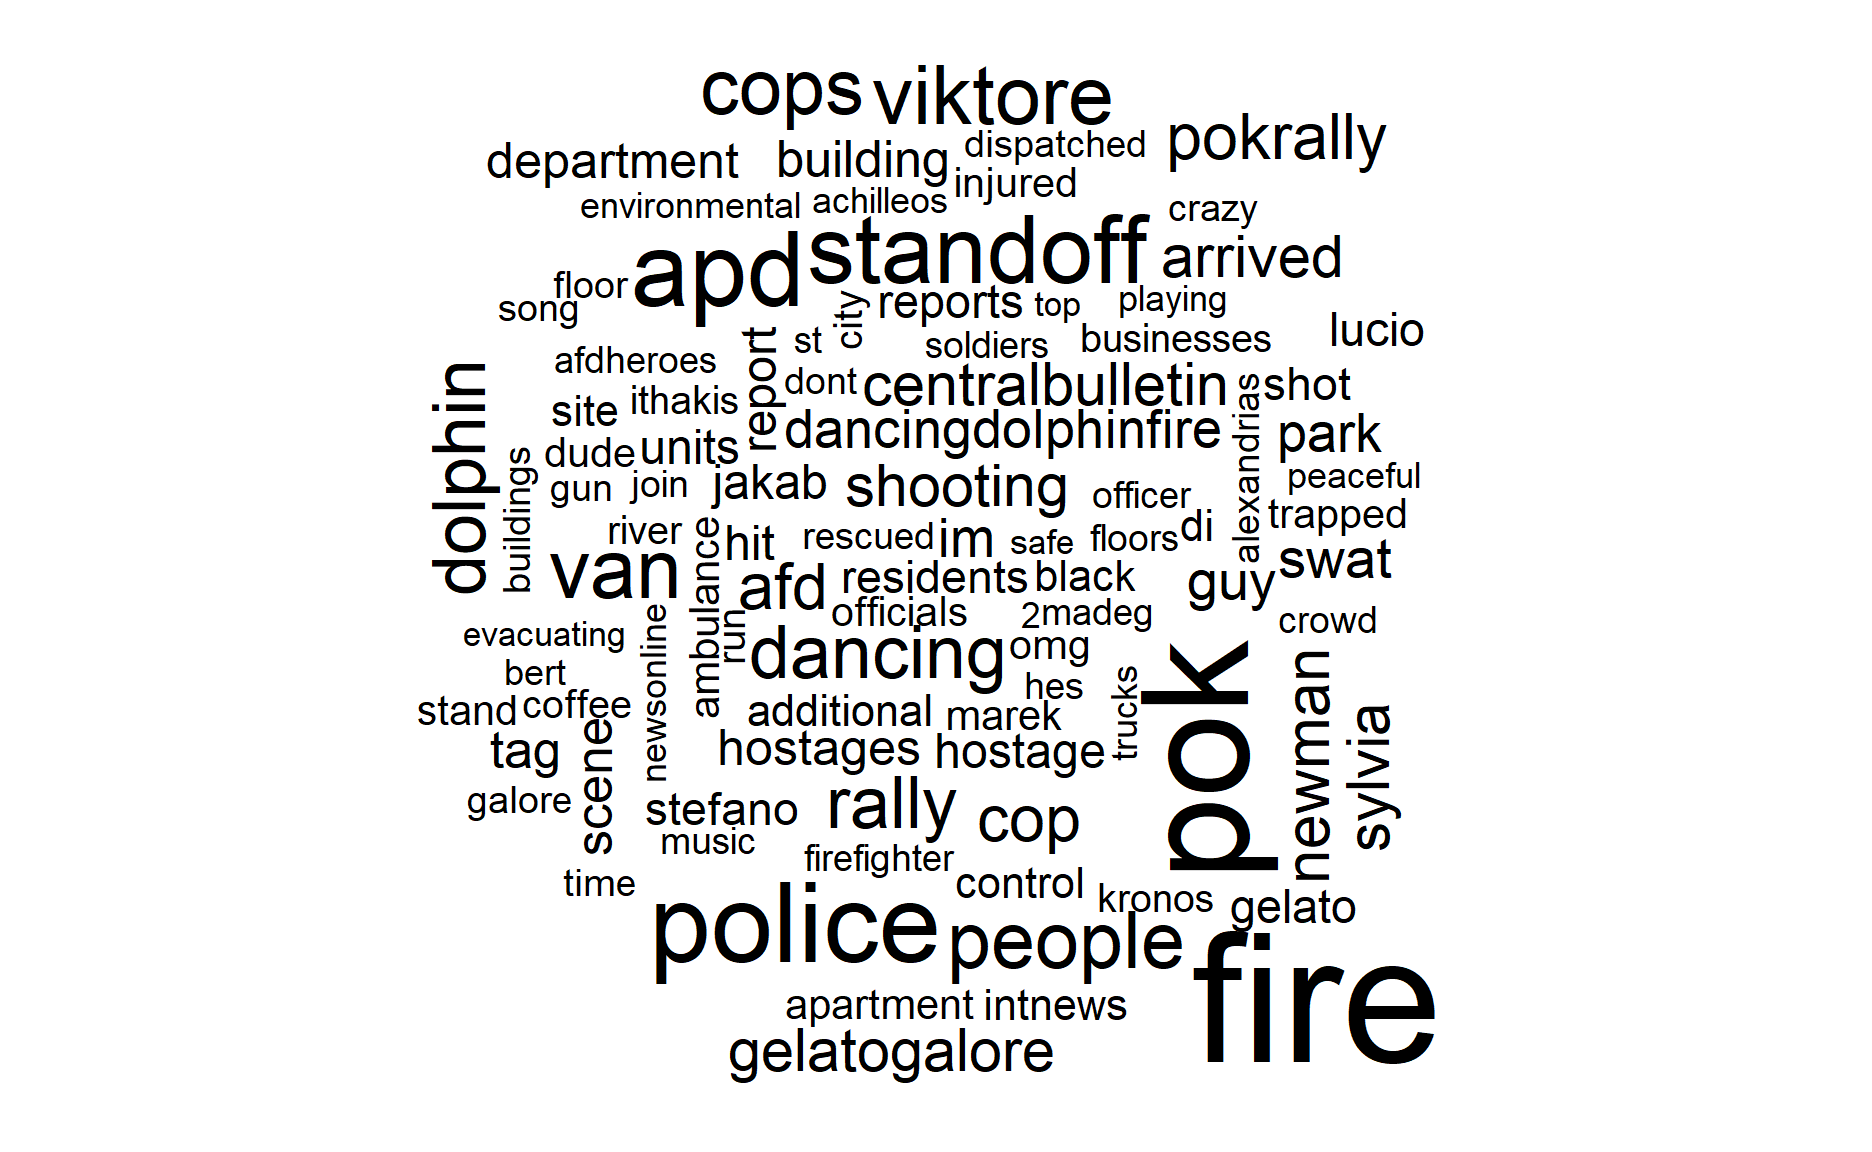 cops viktore
pokrally
department building dispatched
injured
environmental achilleos crazy
apd standoff arrived
floor
song city reports top playing
report st soldiers businesses lucio
afdheroes dont centralbulletin alexandrias shot
dolphin site ithakis dancingdolphinfire park
buildings dude units
gun join jakab shooting officer peaceful
river hit rescued im safe floors di trapped
van ambulance afd residents black guy swat
officials 2madeg crowd
evacuating newsonline run dancing omg pok newman
bert hes trucks sylvia
stand coffee additional marek
tag scene hostages hostage
galore stefano rally cop
music
firefighter
time control kronos gelato
police people fire
apartment intnews
gelatogalore